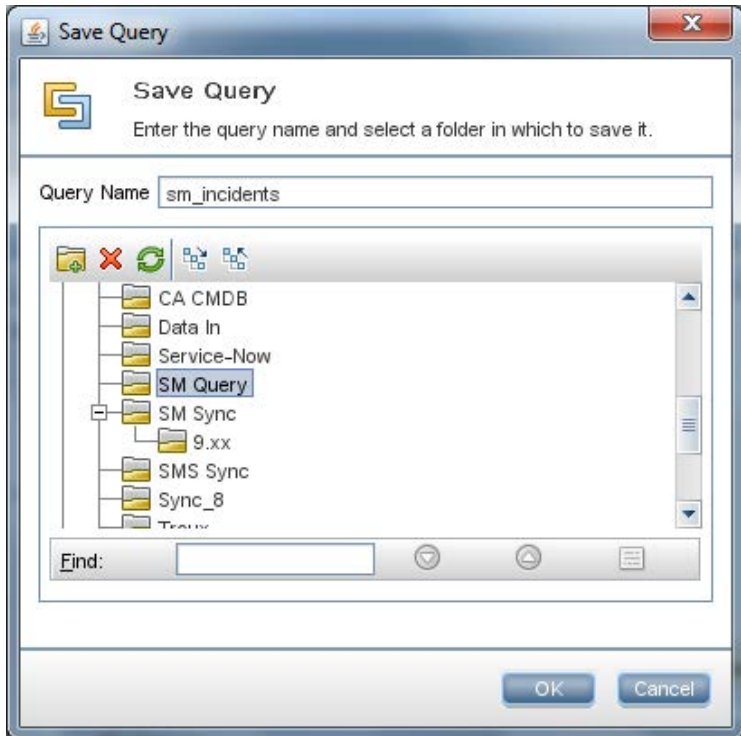 Save Query
Save Query
Enter the query name and select a folder in which to save it.
Query Name sm_incidents
CA CMDB
Data In
Service-Now
SM Query
SM Sync
9.xx
SMS Sync
Sync_8
Find:
OK Cancel